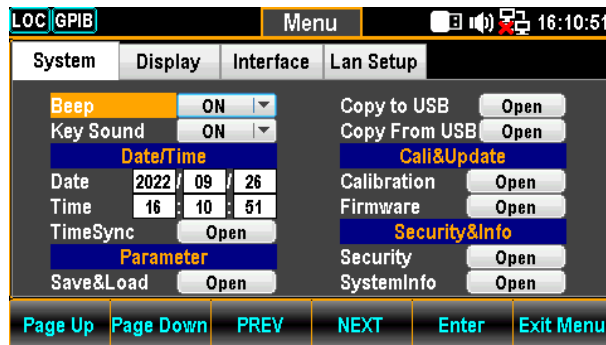 LOC GPIB Menu 16:10:51
System Display Interface Lan Setup
Beep ON Copy to USB Open
Key Sound ON Copy From USB Open
Date/Time Cali&Update
Date 2022 / 09 / 26 Calibration Open
Time 16 : 10 : 51 Firmware Open
TimeSync Open Security&Info
Parameter Security Open
Save&Load Open SystemInfo Open
Page Up Page Down PREV NEXT Enter Exit Menu